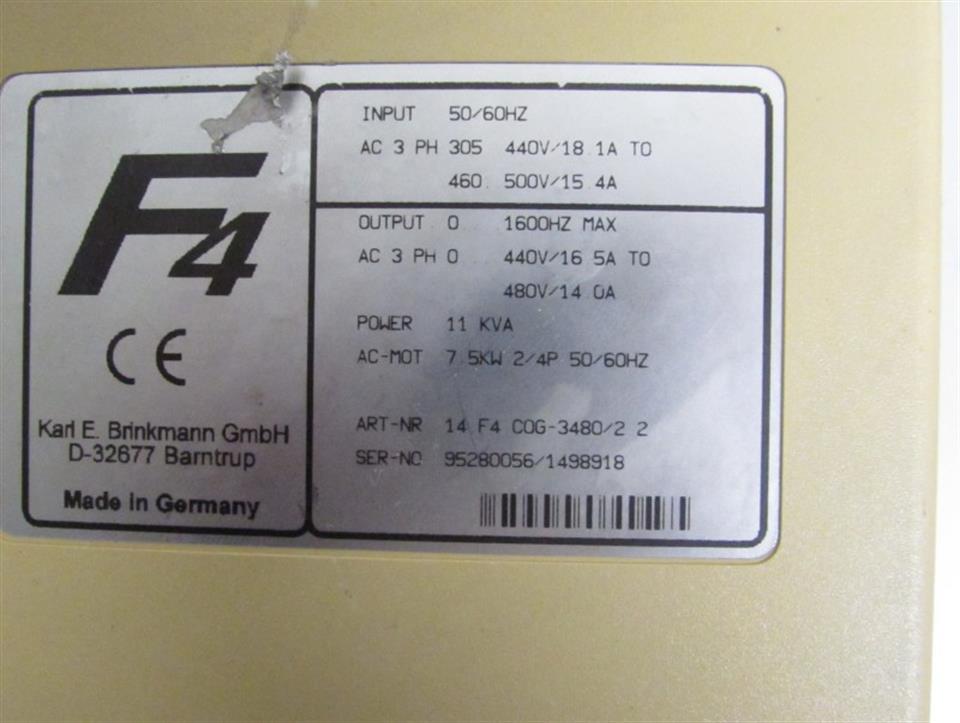 F4
CE
Karl E. Brinkmann GmbH
D-32677 Barntrup
Made in Germany
INPUT 50/60HZ
AC 3 PH 305 440V/18.1A TO
460. 500V/15.4A
OUTPUT 0 1600HZ MAX
AC 3 PH 0 440V/16 5A TO
480V/14.0A
POWER 11 KVA
AC-MOT 7.5KW 2/4P 50/60HZ
ART-NR 14 F4 COG-3480/2 2
SER-NO 95280056/1498918